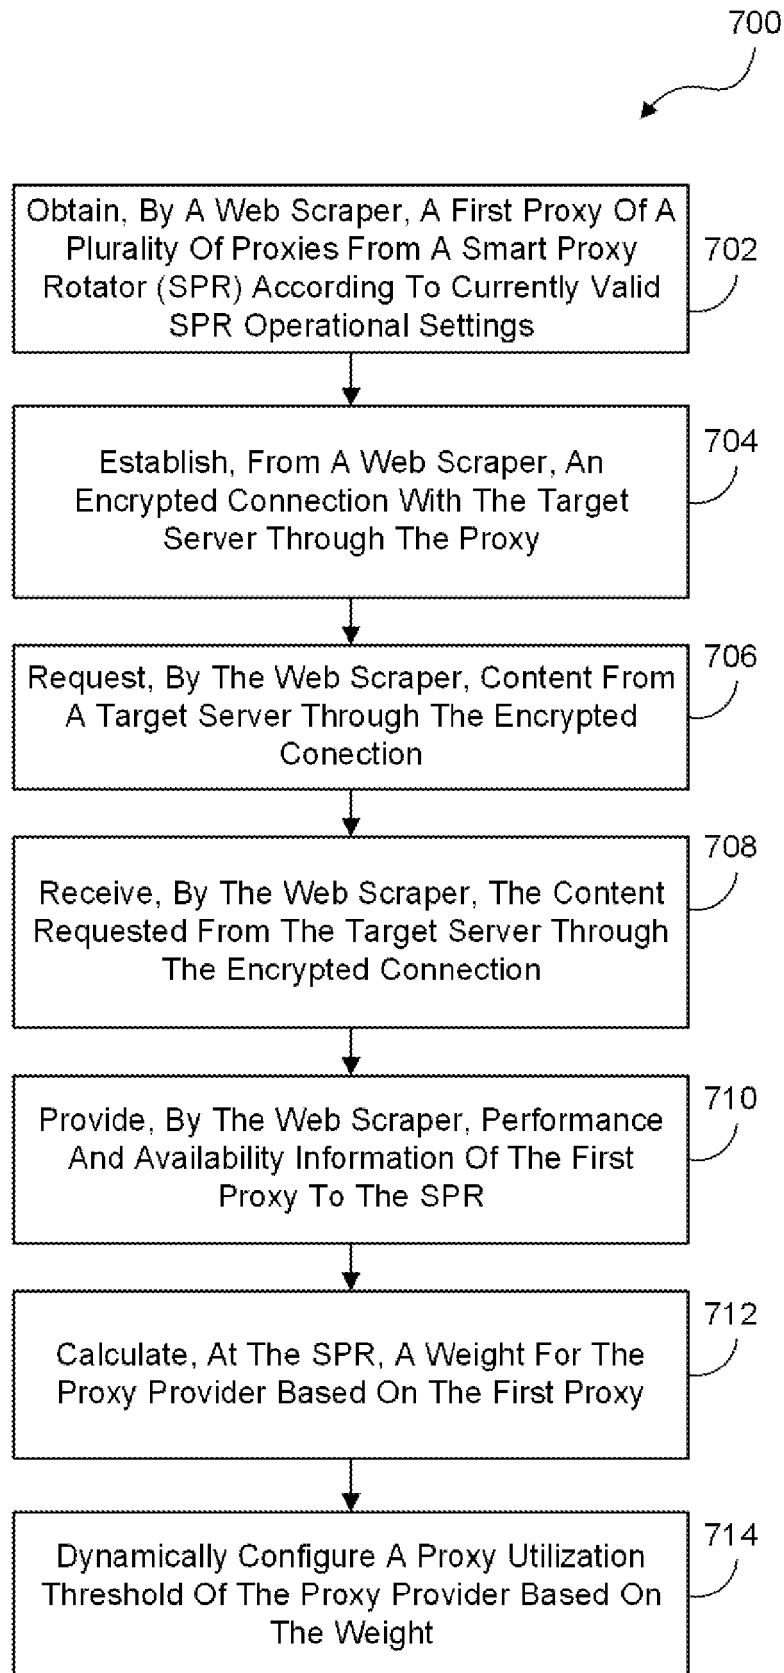 700
Obtain, By A Web Scraper, A First Proxy Of A
Plurality Of Proxies From A Smart Proxy
Rotator (SPR) According To Currently Valid
SPR Operational Settings
702
Establish, From A Web Scraper, An
Encrypted Connection With The Target
Server Through The Proxy
704
Request, By The Web Scraper, Content From
A Target Server Through The Encrypted
Conection
706
Receive, By The Web Scraper, The Content
Requested From The Target Server Through
The Encrypted Connection
708
Provide, By The Web Scraper, Performance
And Availability Information Of The First
Proxy To The SPR
710
Calculate, At The SPR, A Weight For The
Proxy Provider Based On The First Proxy
712
Dynamically Configure A Proxy Utilization
Threshold Of The Proxy Provider Based On
The Weight
714